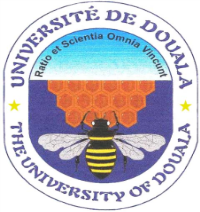 UNIVERSITÉ DE DOUALA
Ratio et Scientia Omnia Vincunt
THE UNIVERSITY OF DOUALA